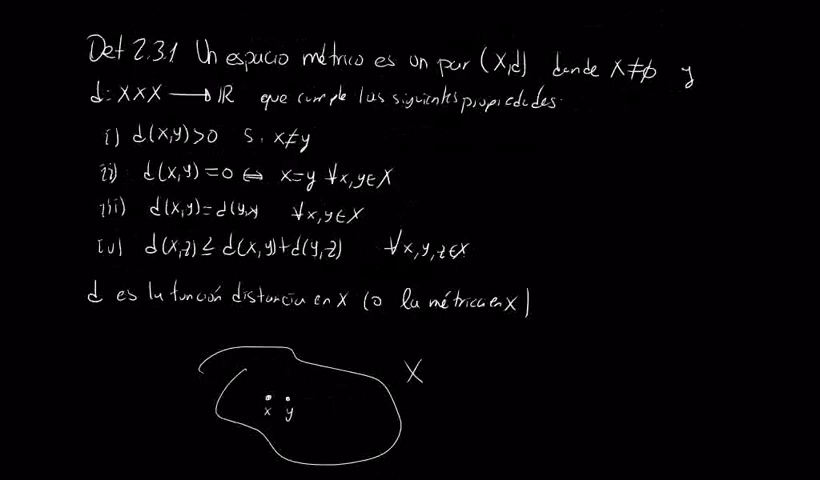 Def 2.3.1 Un espacio métrico es un par (X,d) donde X≠φ y
d: X×X → IR que cumple las siguientes propiedades:
i) d(x,y)>0 si x≠y
ii) d(x,y)=0 ⇔ x=y ∀x,y∈X
iii) d(x,y)=d(y,x) ∀x,y∈X
iv) d(x,z)≤d(x,y)+d(y,z) ∀x,y,z∈X
d es la función distancia en X (o la métrica en X)
X
x y